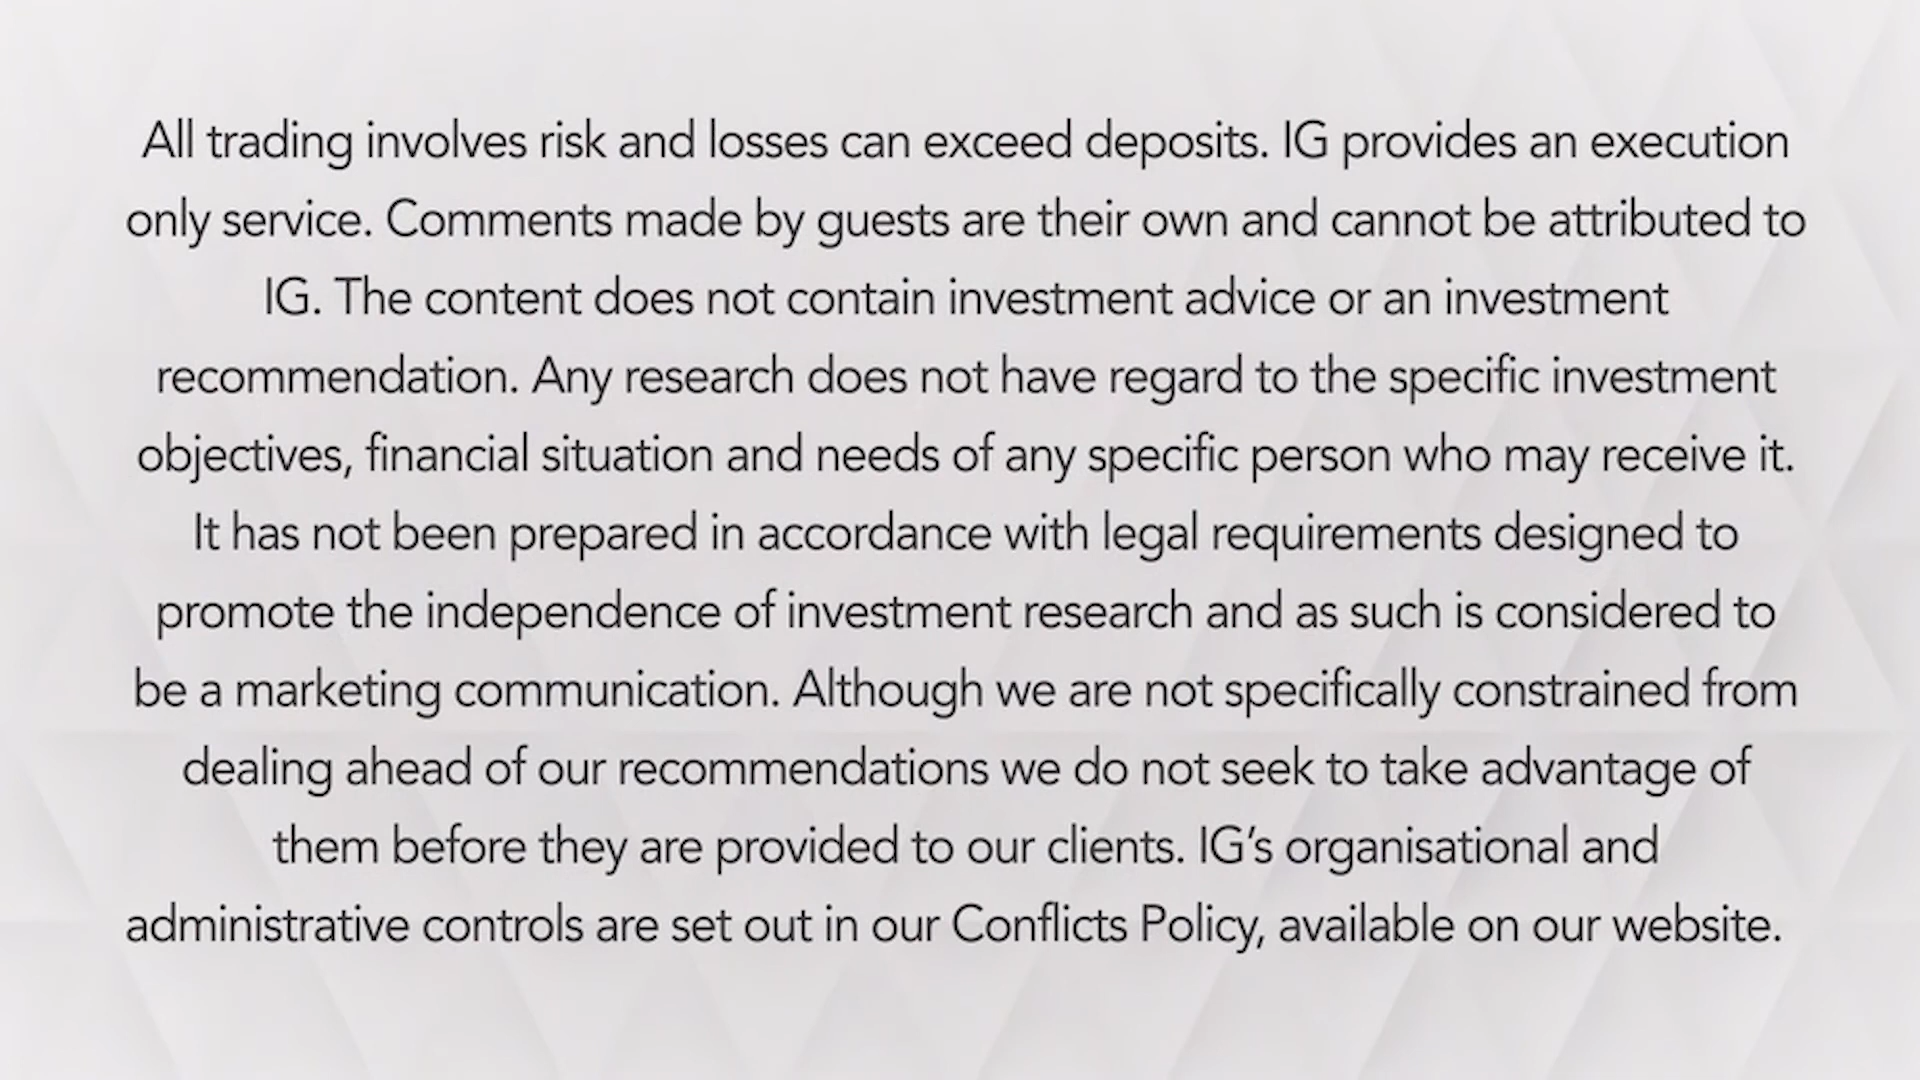 All trading involves risk and losses can exceed deposits. IG provides an execution
only service. Comments made by guests are their own and cannot be attributed to
IG. The content does not contain investment advice or an investment
recommendation. Any research does not have regard to the specific investment
objectives, financial situation and needs of any specific person who may receive it.
It has not been prepared in accordance with legal requirements designed to
promote the independence of investment research and as such is considered to
be a marketing communication. Although we are not specifically constrained from
dealing ahead of our recommendations we do not seek to take advantage of
them before they are provided to our clients. IG’s organisational and
administrative controls are set out in our Conflicts Policy, available on our website.